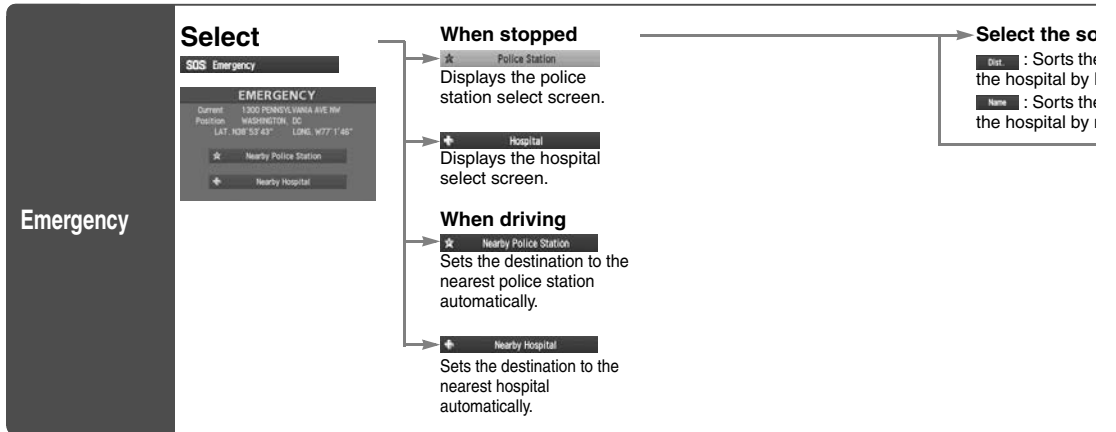 Emergency
Select
SOS Emergency
EMERGENCY
Current 1300 PENNSYLVANIA AVE NW
Position WASHINGTON, DC
LAT. N38°53'43" LONG. W77°1'46"
Nearby Police Station
Nearby Hospital
When stopped
Police Station
Displays the police
station select screen.
Hospital
Displays the hospital
select screen.
When driving
Nearby Police Station
Sets the destination to the
nearest police station
automatically.
Nearby Hospital
Sets the destination to the
nearest hospital
automatically.
Select the
Dist. : Sorts the
the hospital by
Name : Sorts the
the hospital by